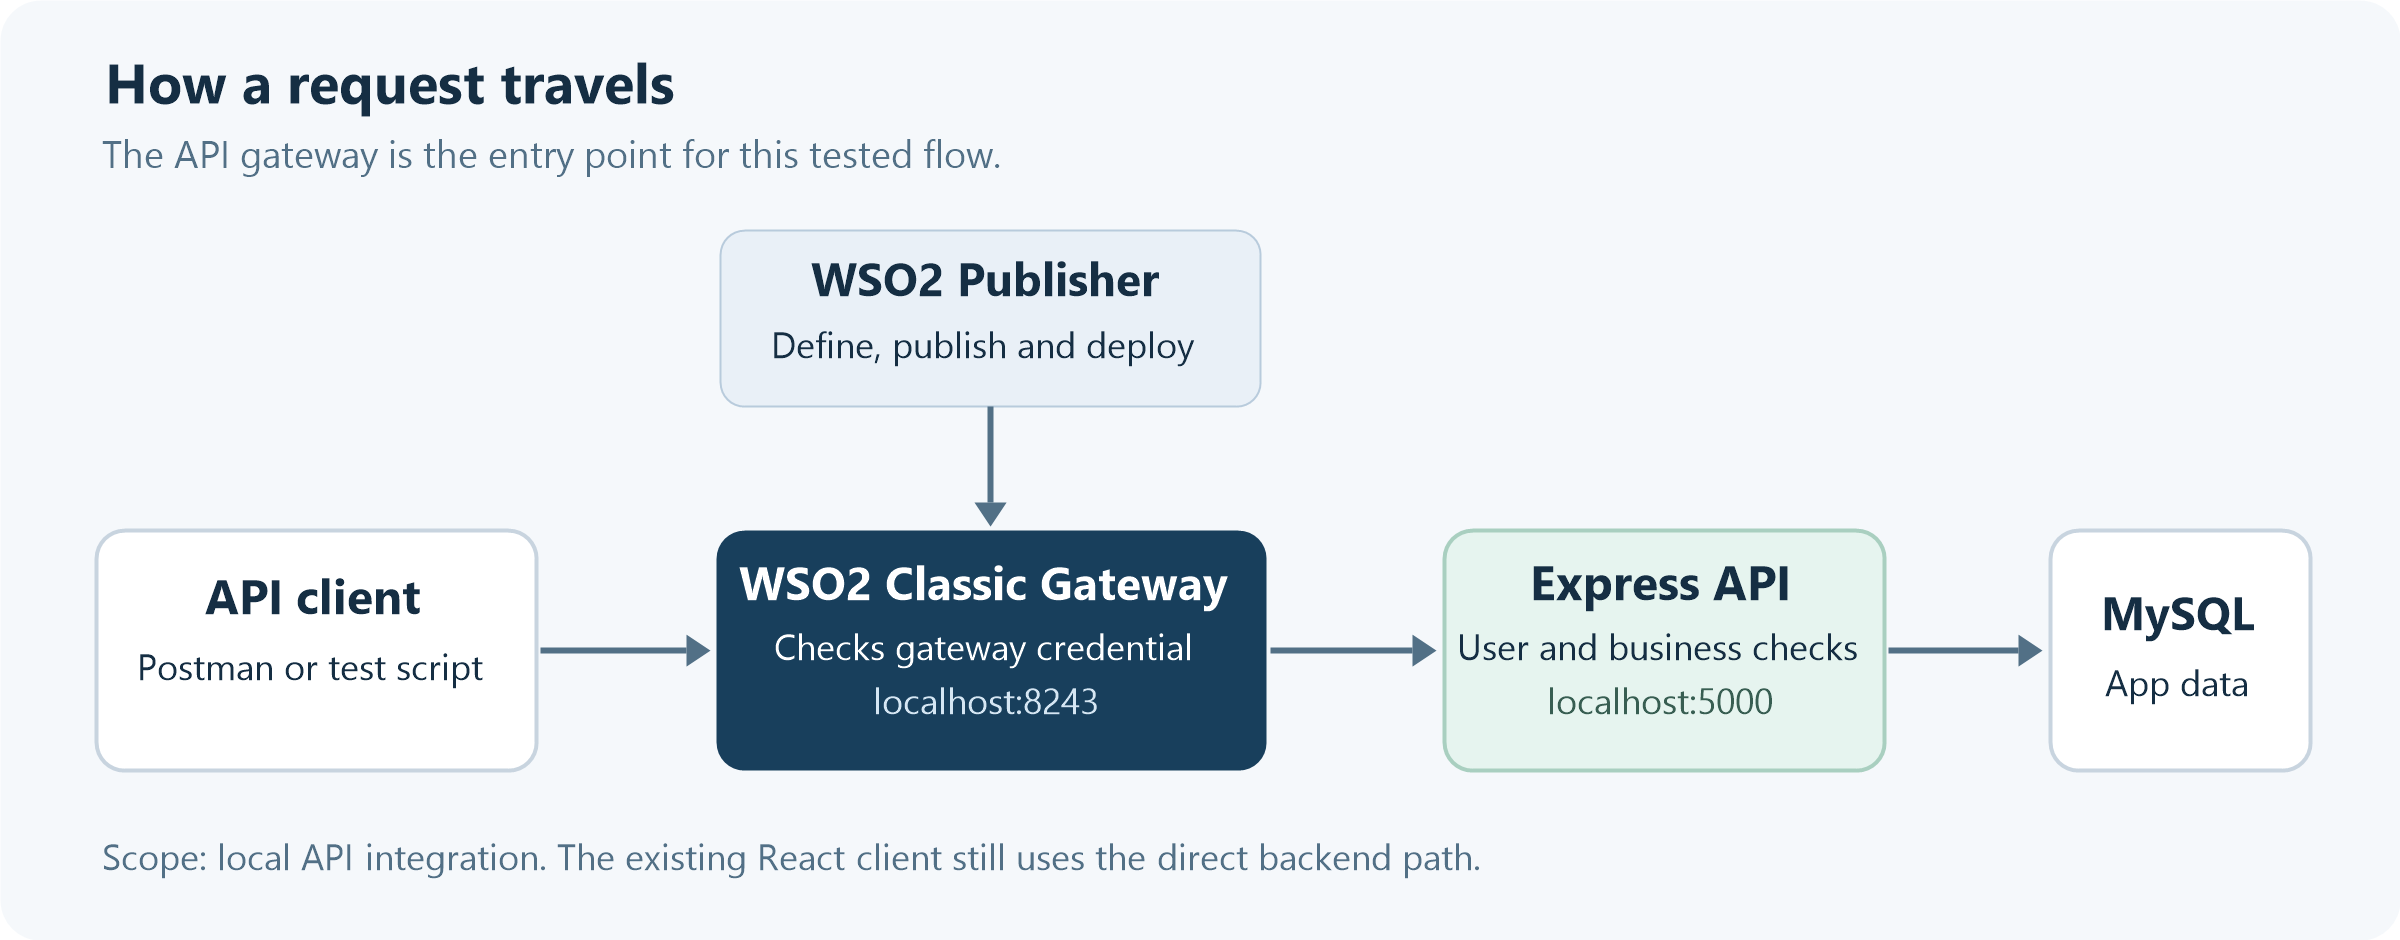 How a request travels
The API gateway is the entry point for this tested flow.
WSO2 Publisher
Define, publish and deploy
API client
Postman or test script
WSO2 Classic Gateway
Checks gateway credential
localhost:8243
Express API
User and business checks
localhost:5000
MySQL
App data
Scope: local API integration. The existing React client still uses the direct backend path.